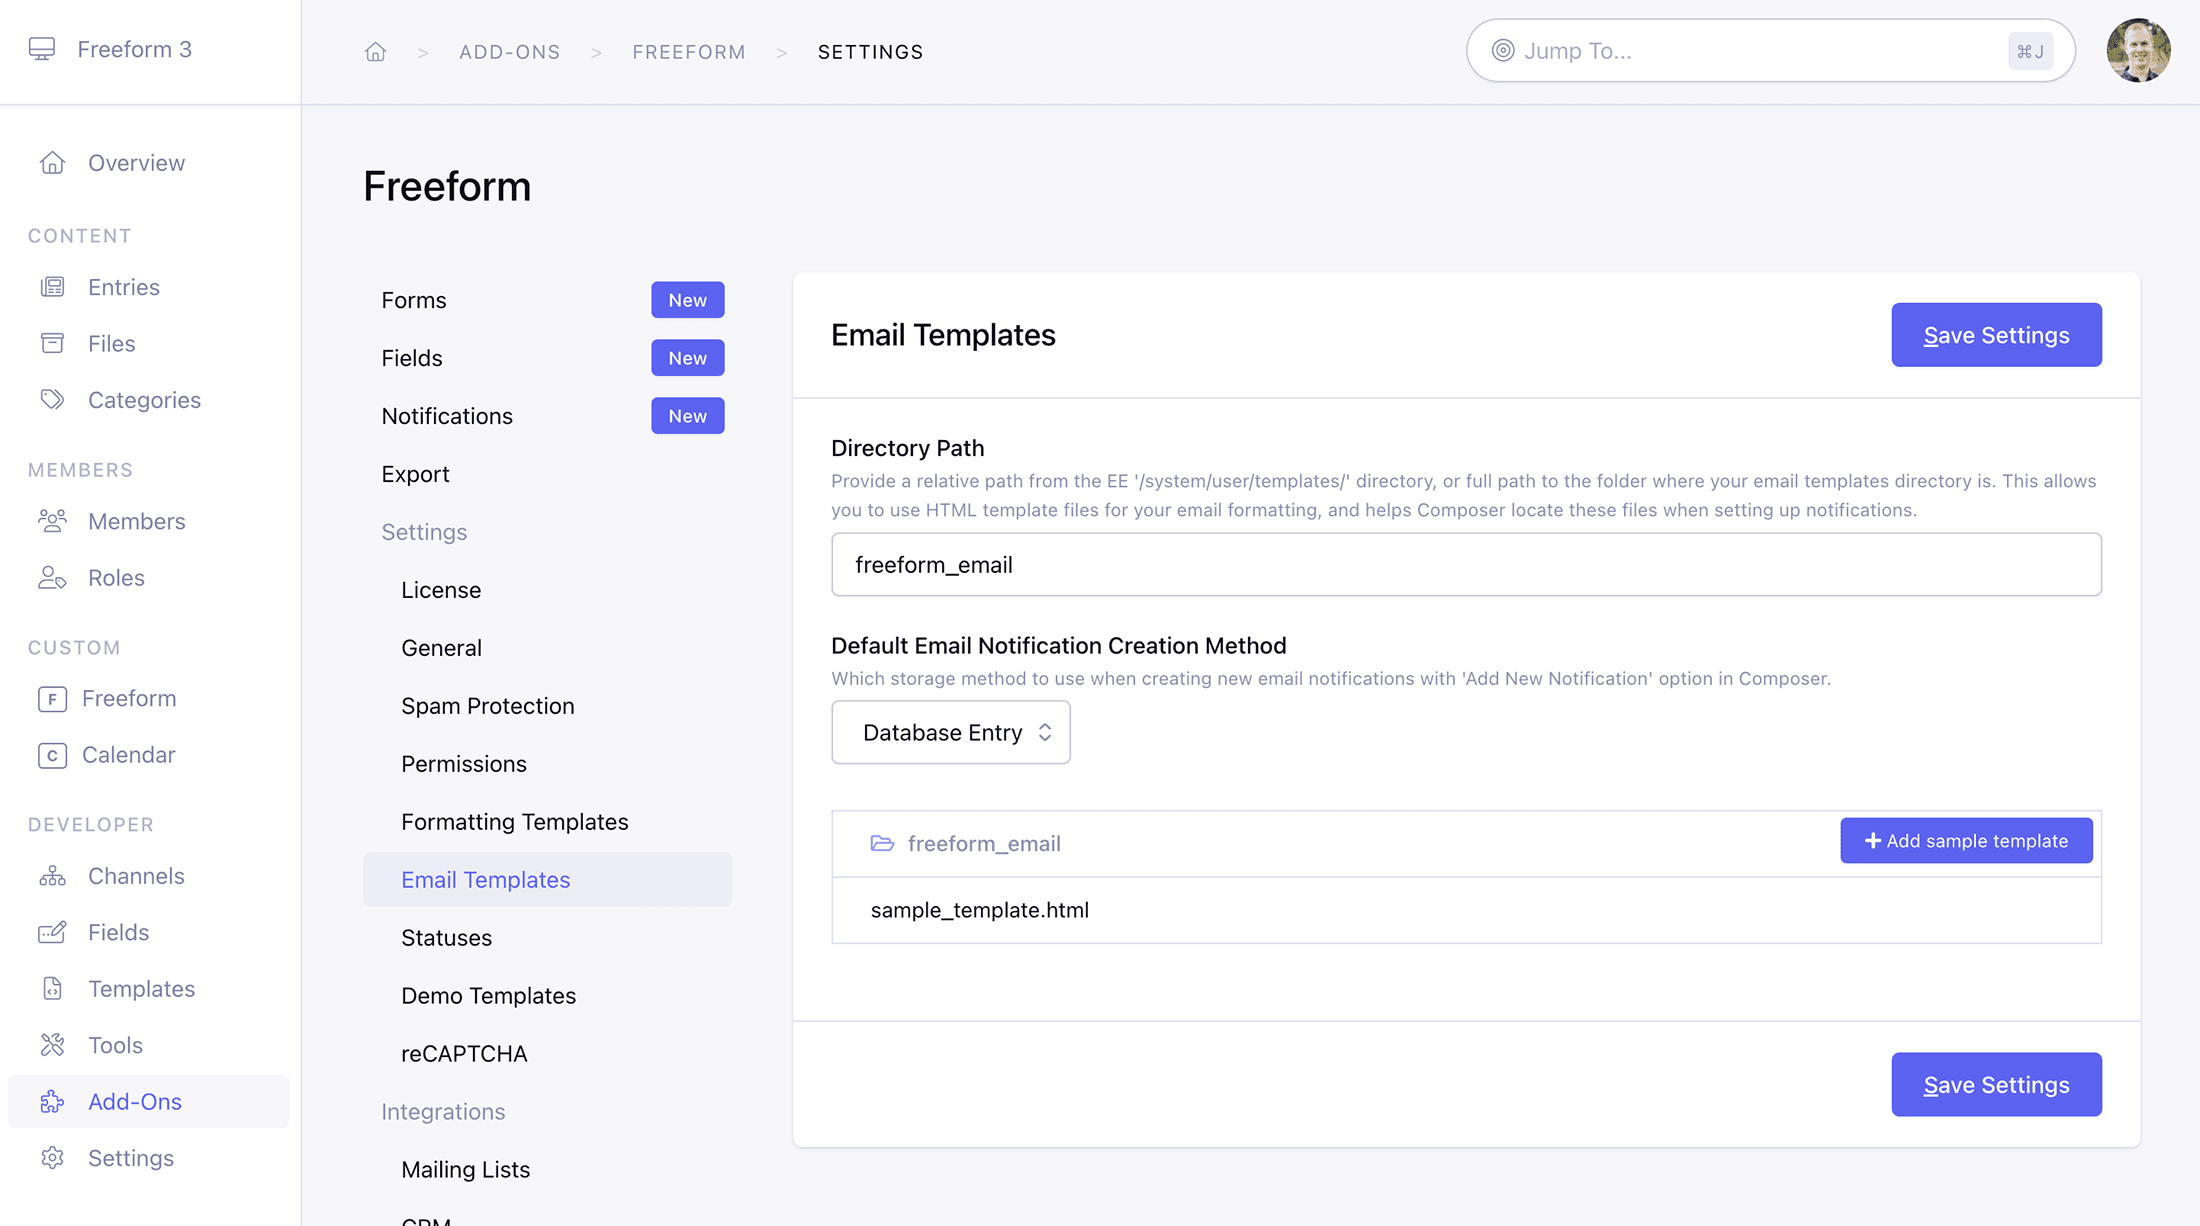 Freeform 3
> ADD-ONS > FREEFORM > SETTINGS
Jump To...
⌘J
Overview
CONTENT
Entries
Files
Categories
MEMBERS
Members
Roles
CUSTOM
F Freeform
C Calendar
DEVELOPER
Channels
Fields
Templates
Tools
Add-Ons
Settings
Freeform
Forms New
Fields New
Notifications New
Export
Settings
License
General
Spam Protection
Permissions
Formatting Templates
Email Templates
Statuses
Demo Templates
reCAPTCHA
Integrations
Mailing Lists
CRM
Email Templates
Save Settings
Directory Path
Provide a relative path from the EE '/system/user/templates/' directory, or full path to the folder where your email templates directory is. This allows
you to use HTML template files for your email formatting, and helps Composer locate these files when setting up notifications.
freeform_email
Default Email Notification Creation Method
Which storage method to use when creating new email notifications with 'Add New Notification' option in Composer.
Database Entry
freeform_email
+ Add sample template
sample_template.html
Save Settings